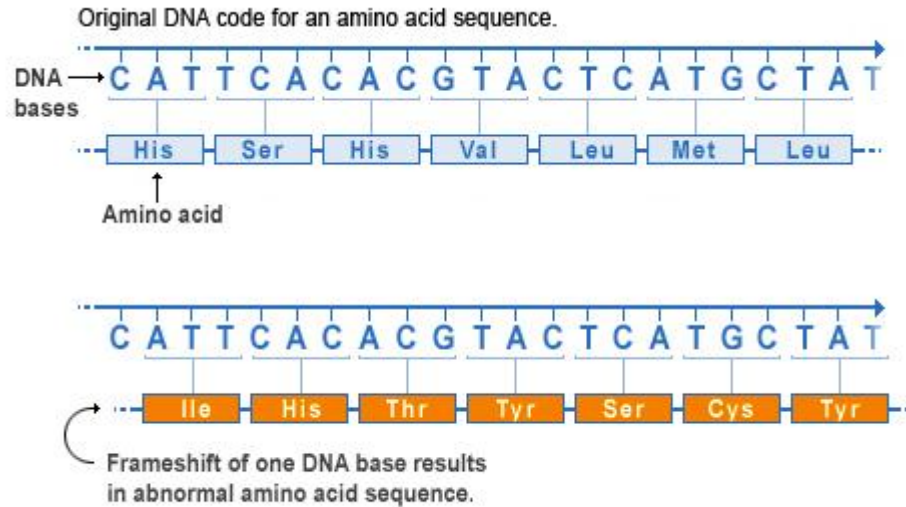 Original DNA code for an amino acid sequence.
DNA bases
C A T T C A C A C G T A C T C A T G C T A T
His Ser His Val Leu Met Leu
Amino acid
C A T T C A C A C G T A C T C A T G C T A T
Ile His Thr Tyr Ser Cys Tyr
Frameshift of one DNA base results
in abnormal amino acid sequence.